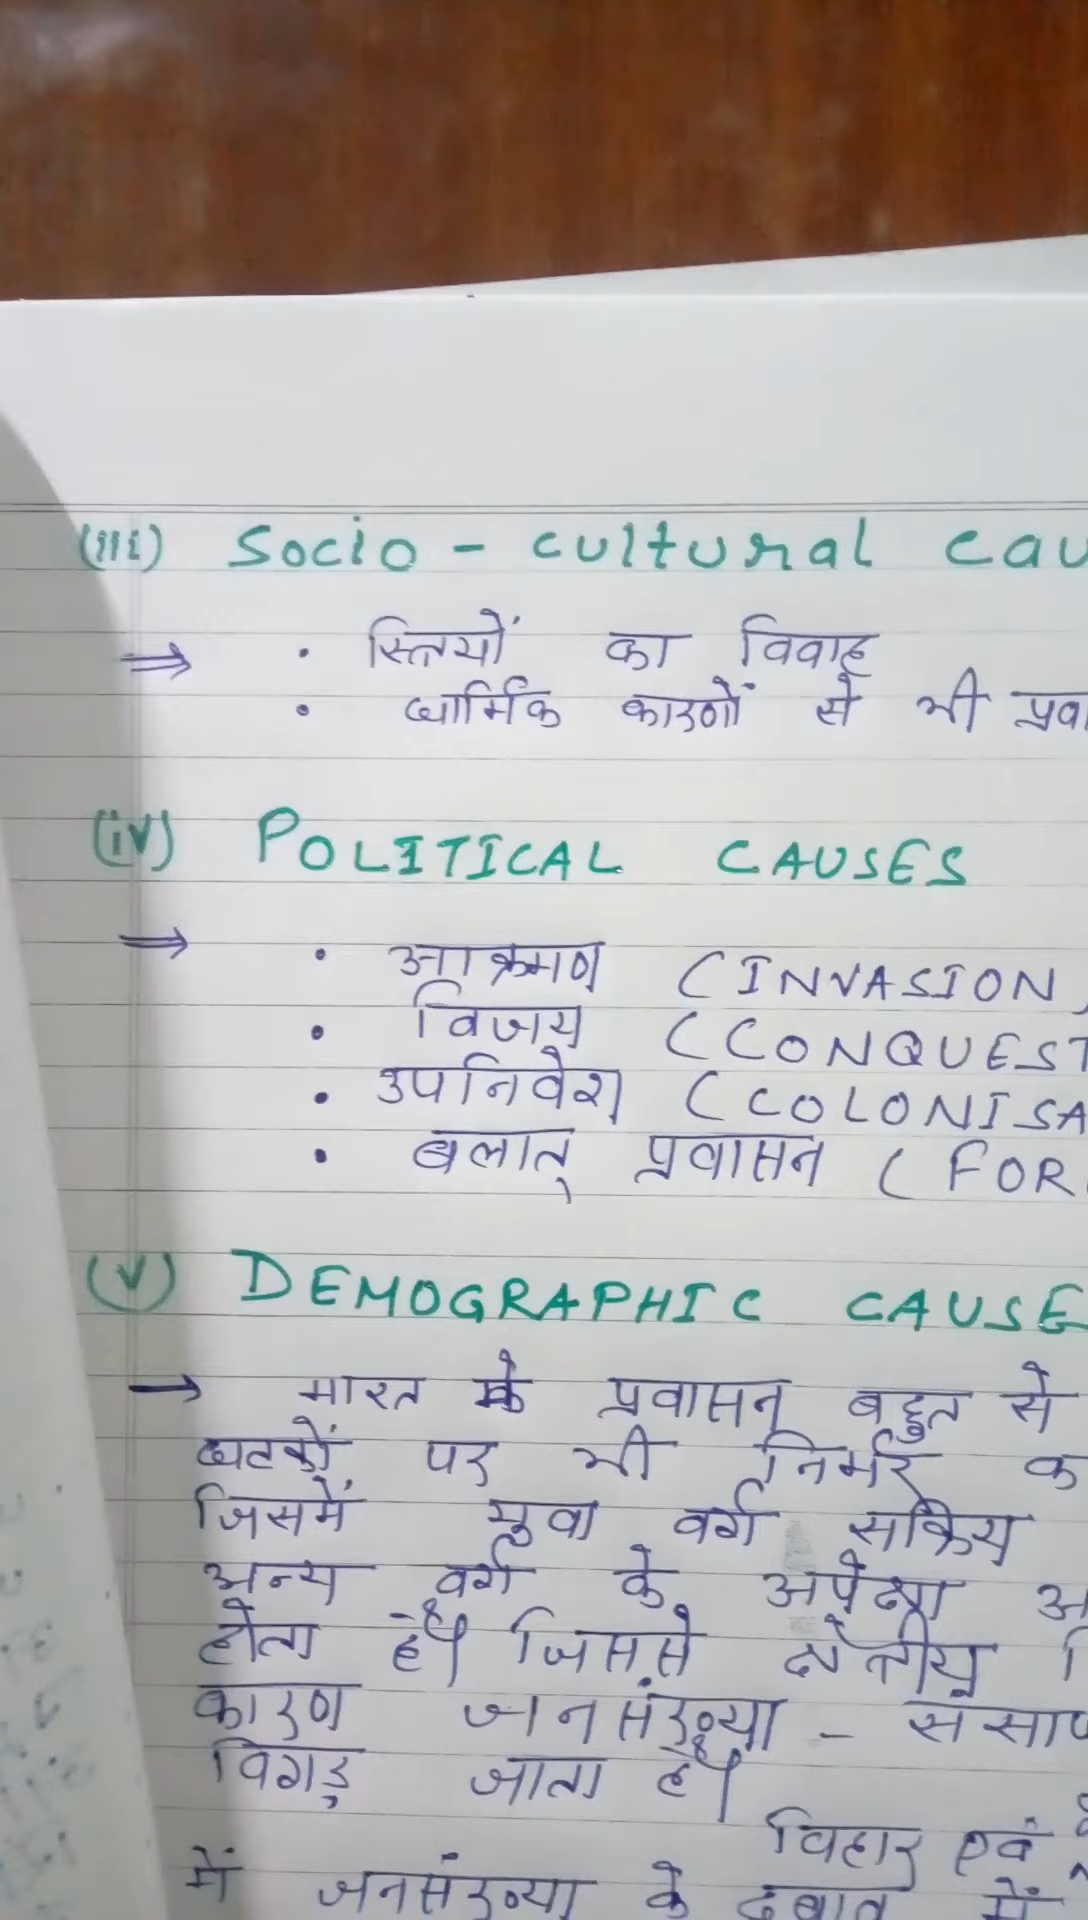 (iii) Socio - cultural Cau
⇒ • स्त्रियों का विवाह
• धार्मिक कारणों से भी प्रवा
(iv) POLITICAL CAUSES
⇒ • आक्रमण (INVASION)
• विजय (CONQUEST
• उपनिवेश (COLONISA
• बलात् प्रवासन (FOR
(v) DEMOGRAPHIC CAUSE
→ भारत के प्रवासन बहुत से
घटकों पर भी निर्भर क
जिसमें युवा वर्ग सक्रिय
अन्य वर्ग के अपेक्षा अ
होता है। जिससे क्षेत्रीय
कारण जनसंख्या - संसा
विगड़ जाता है।
विहार एवं
में जनसंख्या के दबाव में